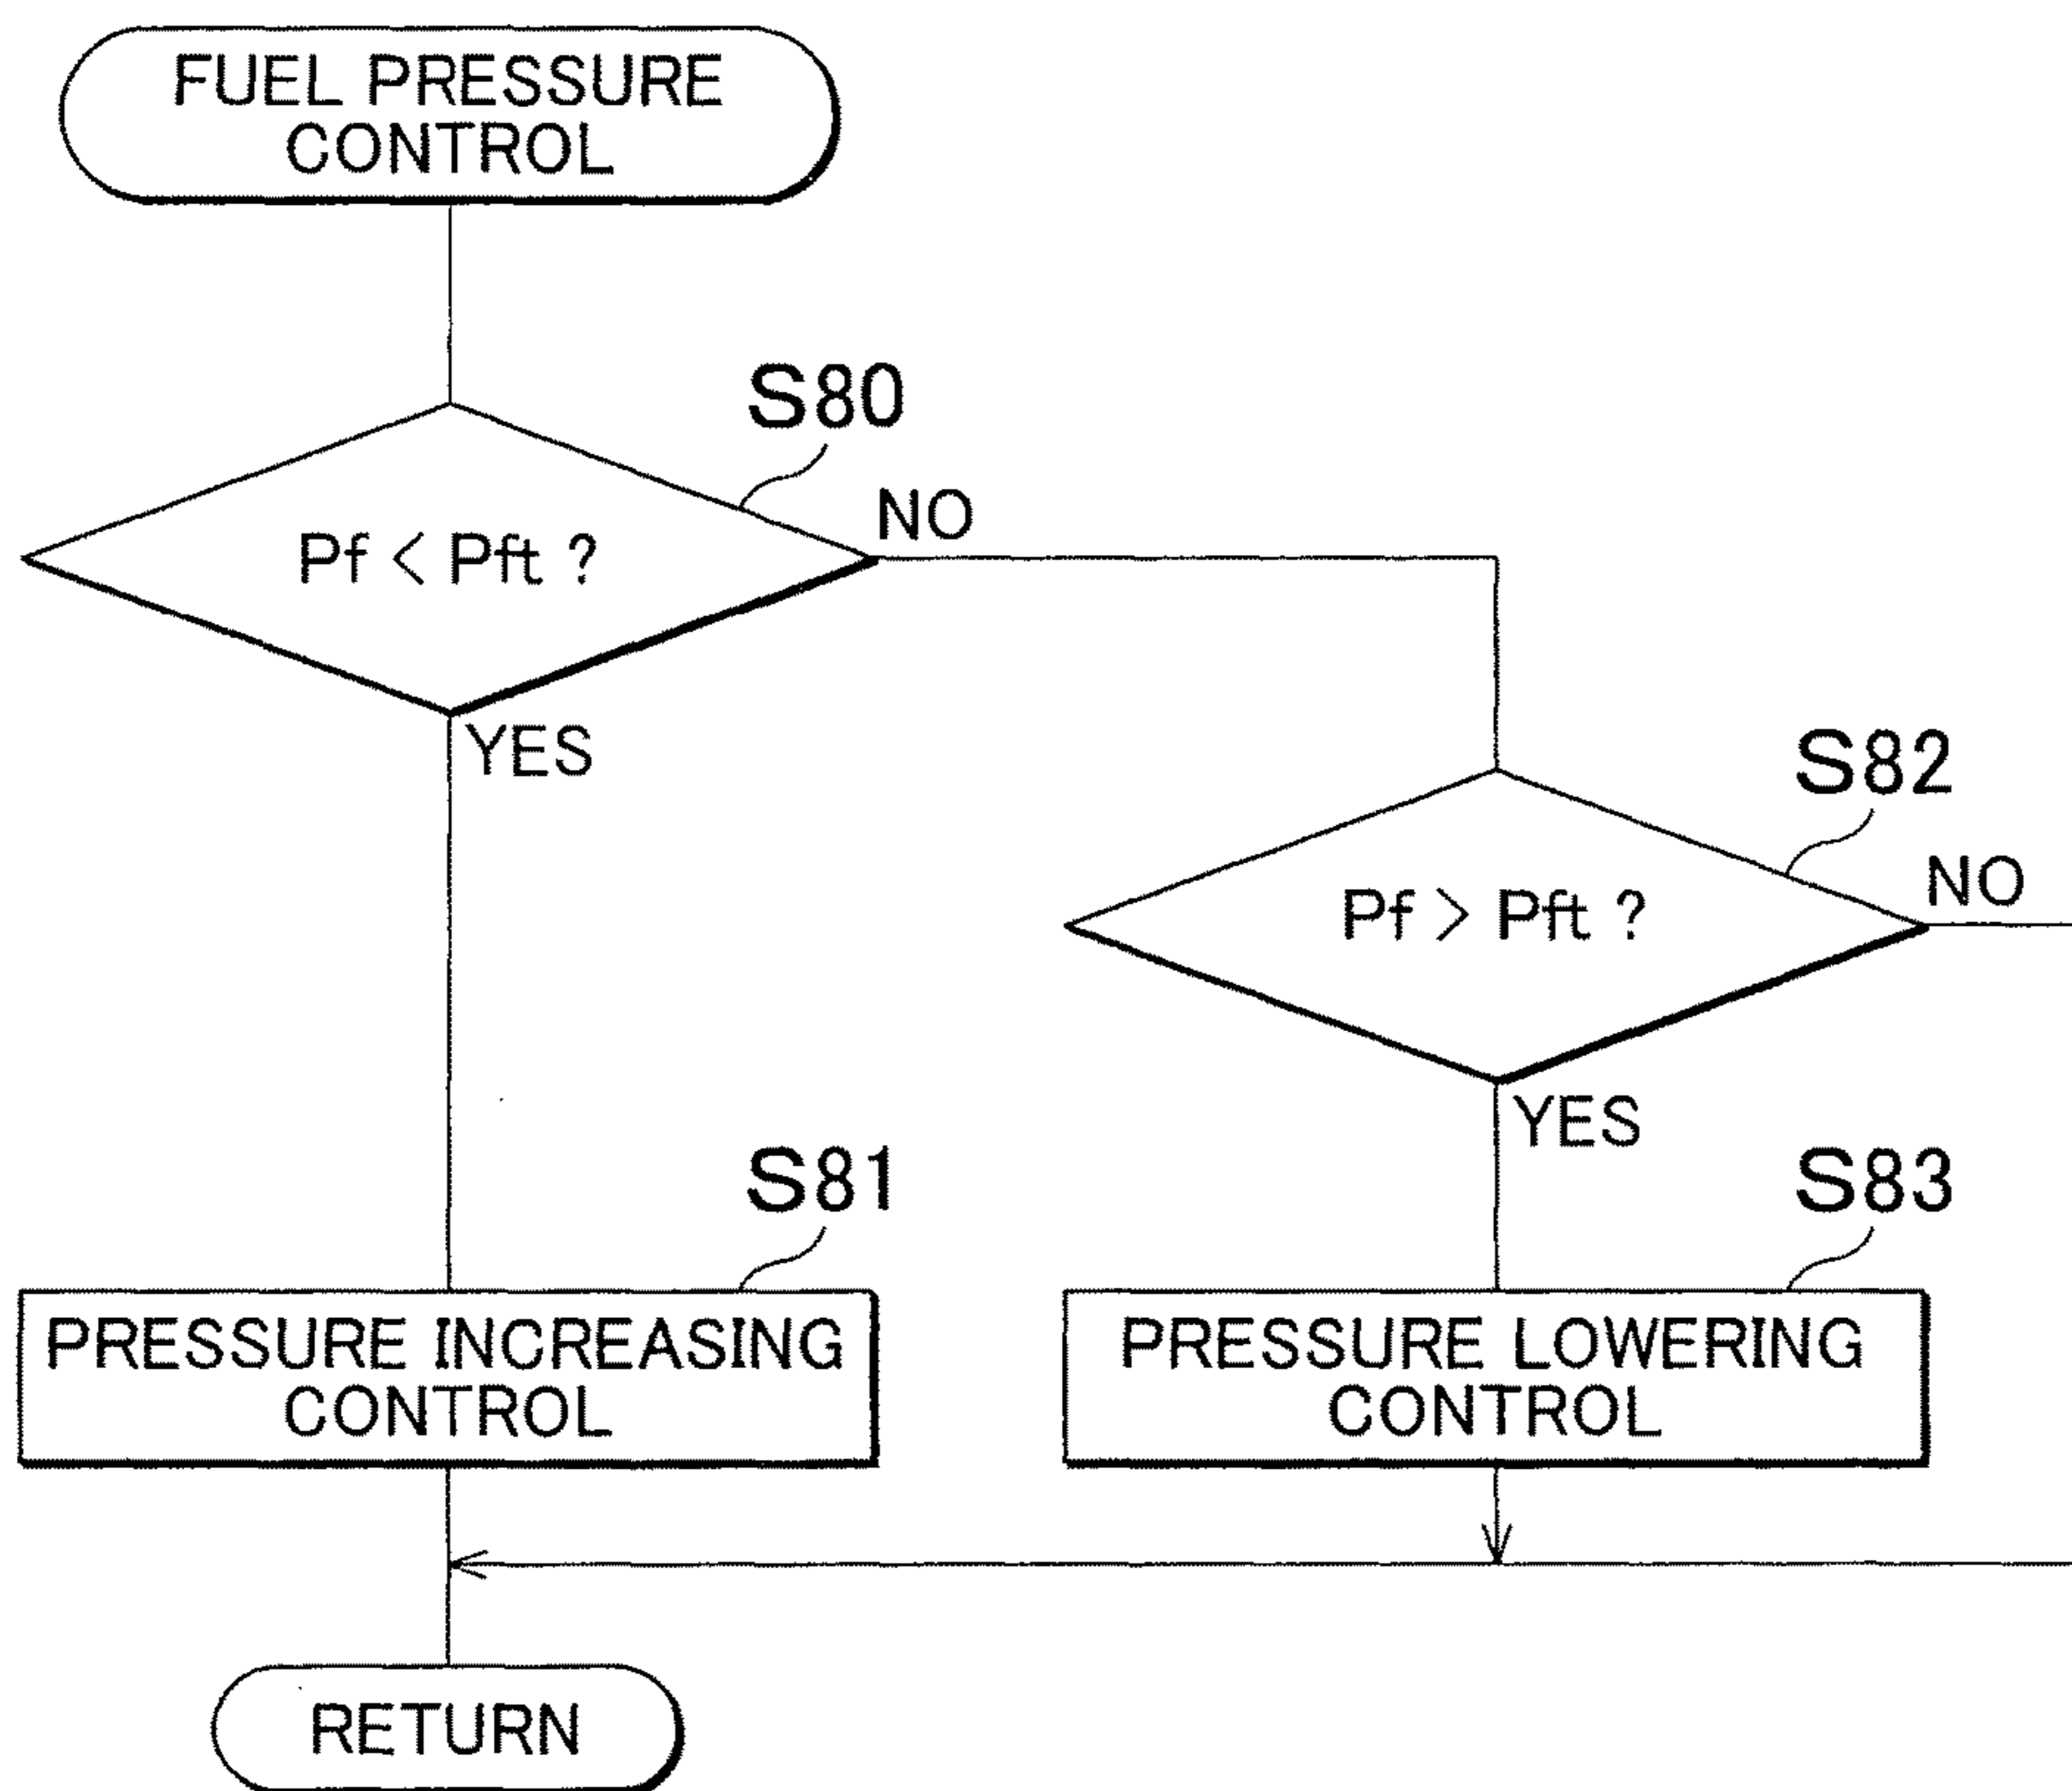 FUEL PRESSURE
CONTROL
S80
Pf < Pft ?
NO
YES
S82
Pf > Pft ?
NO
YES
S81
PRESSURE INCREASING
CONTROL
S83
PRESSURE LOWERING
CONTROL
RETURN